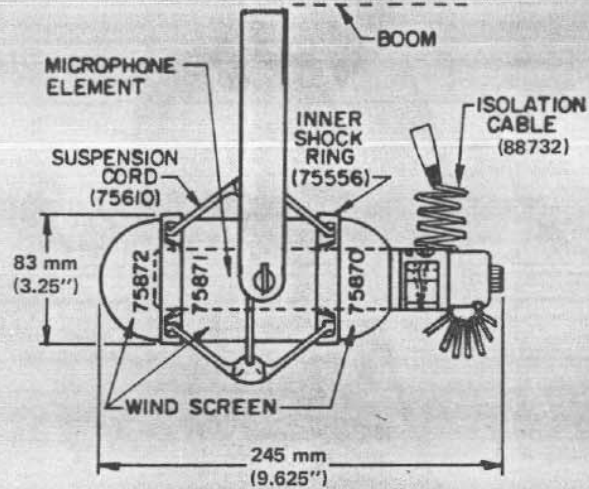 BOOM
MICROPHONE
ELEMENT
ISOLATION
CABLE
(88732)
INNER
SHOCK
RING
(75556)
SUSPENSION
CORD
(75610)
83 mm
(3.25")
75872
75871
75870
WIND SCREEN
245 mm
(9.625")